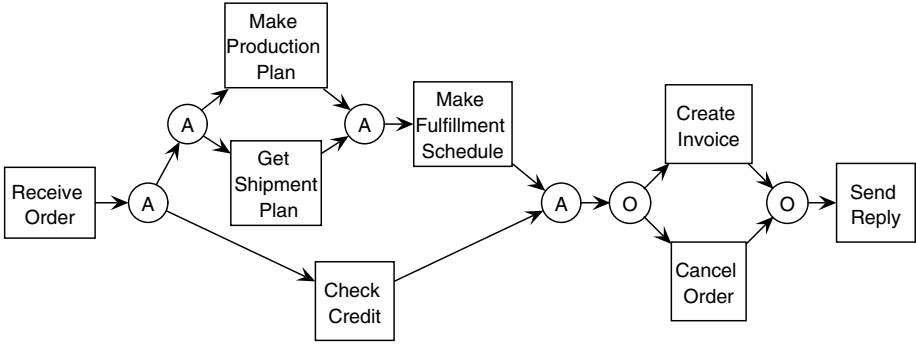 Make
Production
Plan
A
A
Make
Fulfillment
Schedule
Create
Invoice
Get
Shipment
Plan
Receive
Order
A
A
O
O
Send
Reply
Check
Credit
Cancel
Order